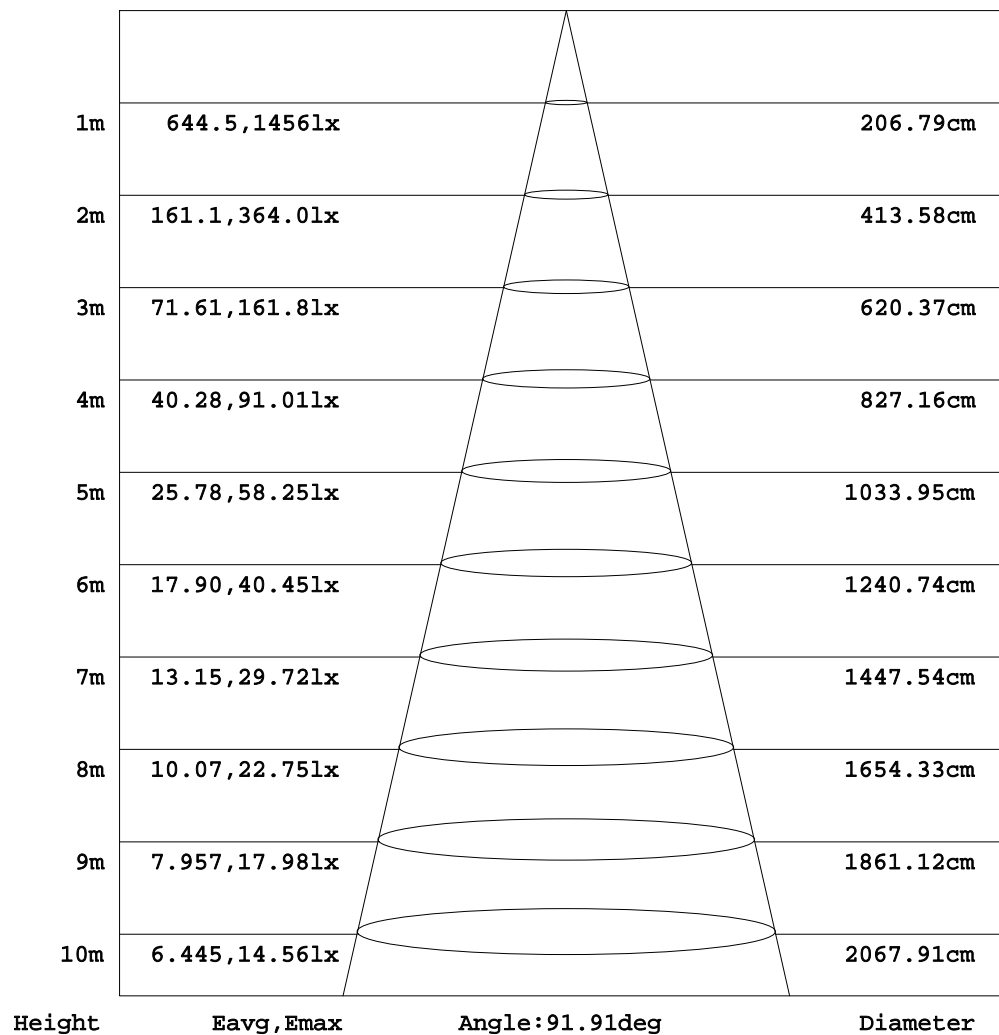 1m 644.5,1456lx 206.79cm
2m 161.1,364.0lx 413.58cm
3m 71.61,161.8lx 620.37cm
4m 40.28,91.01lx 827.16cm
5m 25.78,58.25lx 1033.95cm
6m 17.90,40.45lx 1240.74cm
7m 13.15,29.72lx 1447.54cm
8m 10.07,22.75lx 1654.33cm
9m 7.957,17.98lx 1861.12cm
10m 6.445,14.56lx 2067.91cm
Height Eavg,Emax Angle:91.91deg Diameter